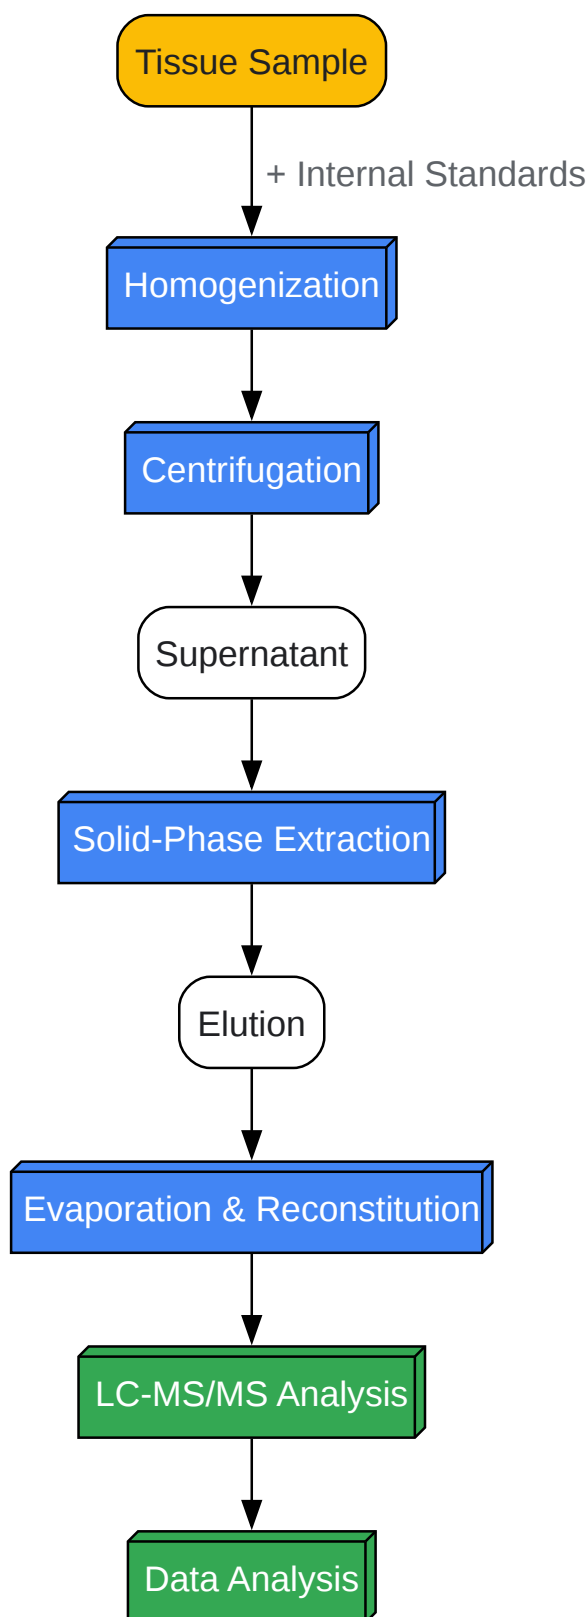 Tissue Sample
+ Internal Standards
Homogenization
Centrifugation
Supernatant
Solid-Phase Extraction
Elution
Evaporation & Reconstitution
LC-MS/MS Analysis
Data Analysis